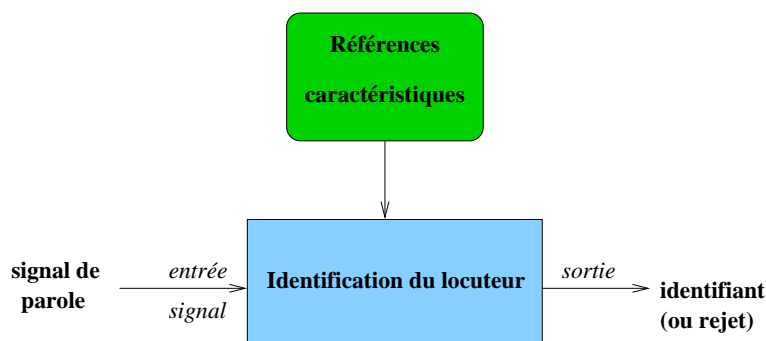 Références
caractéristiques
signal de
parole
entrée
signal
Identification du locuteur
sortie
identifiant
(ou rejet)